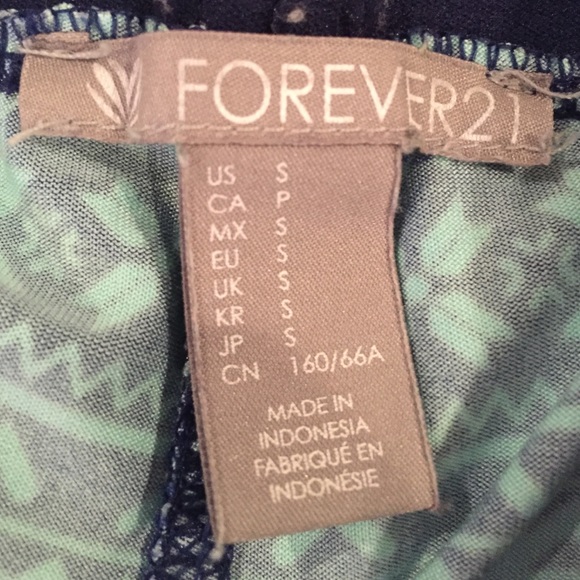 FOREVER21
US S
CA P
MX S
EU S
UK S
KR S
JP S
CN 160/66A
MADE IN
INDONESIA
FABRIQUÉ EN
INDONÉSIE